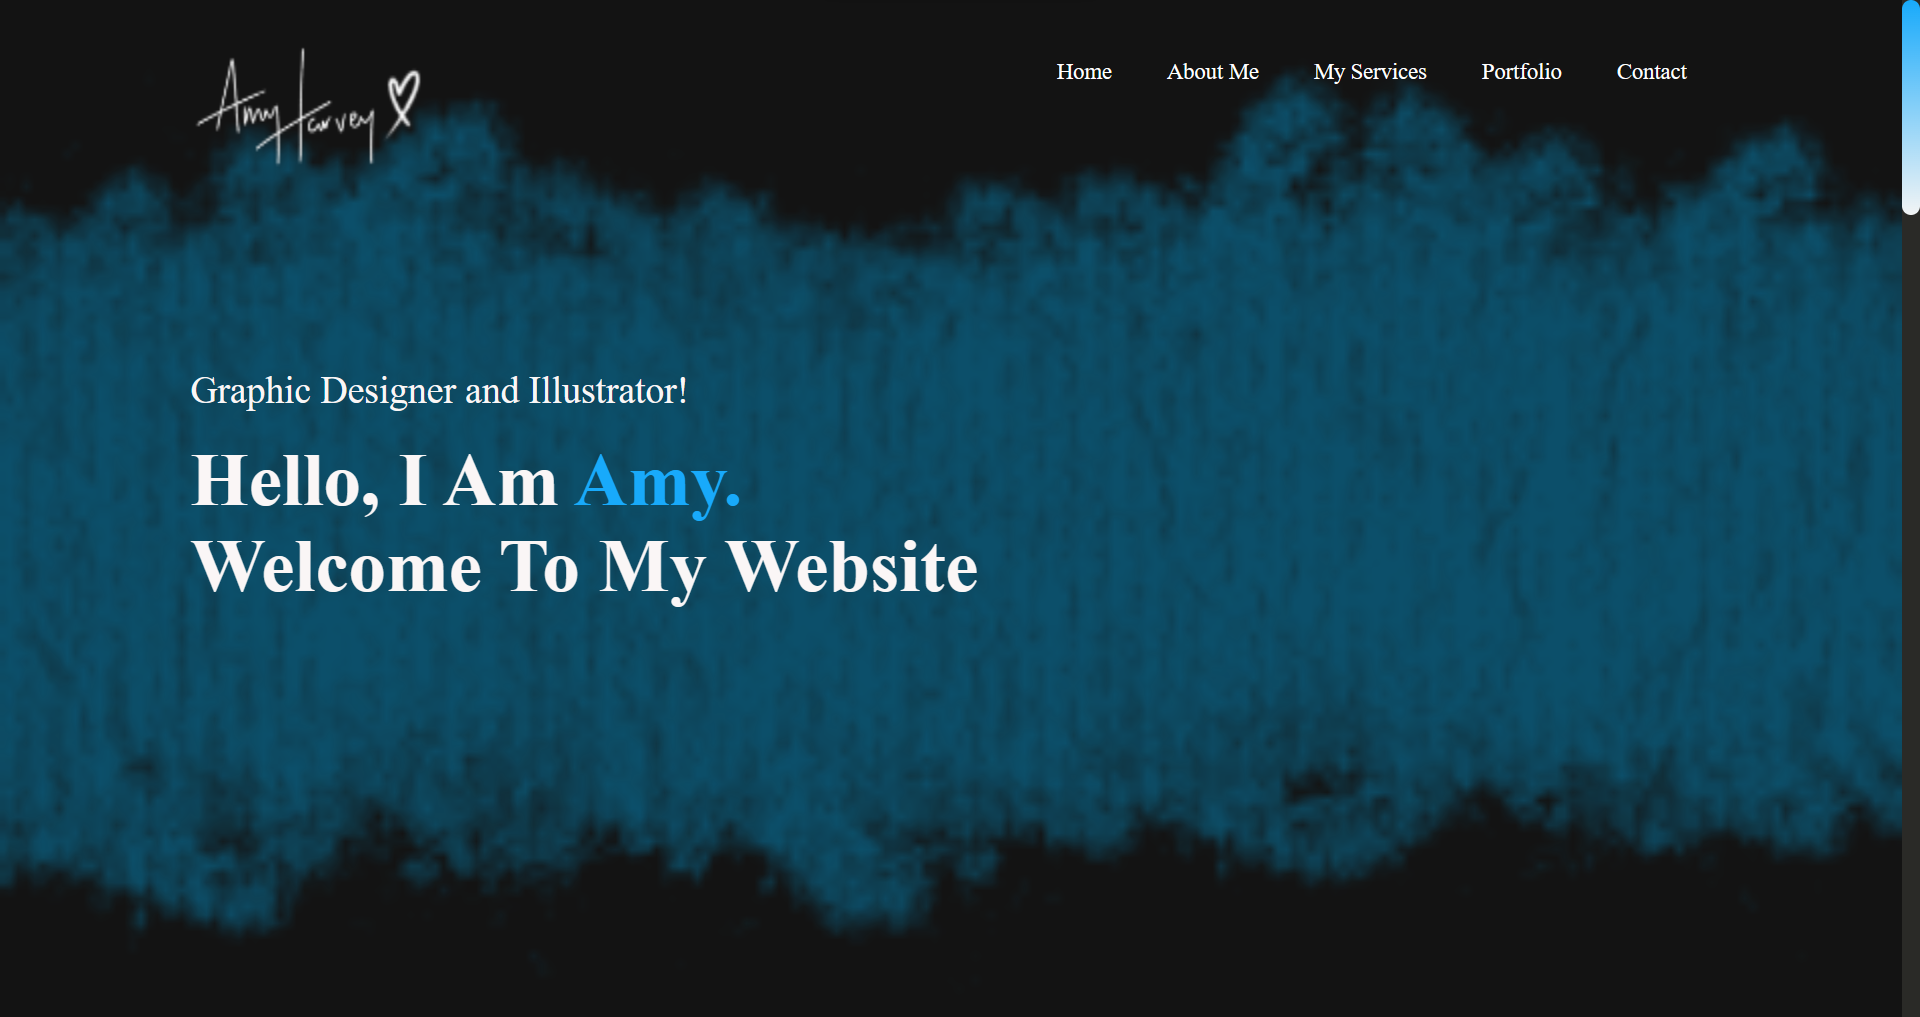 Amy Harvey
Home About Me My Services Portfolio Contact
Graphic Designer and Illustrator!
Hello, I Am Amy.
Welcome To My Website